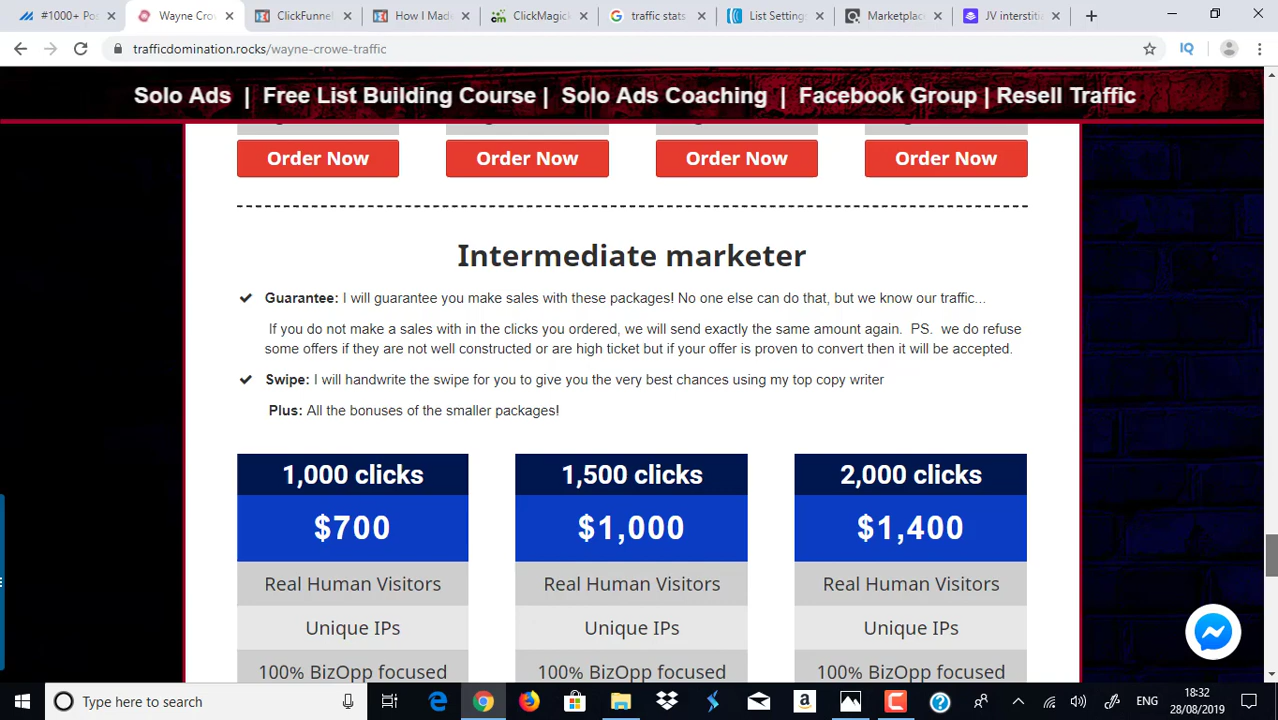 #1000+ Po
Wayne Crow
ClickFunnel
How I Made
ClickMagick
traffic stats
List Setting
Marketplac
JV interstiti
trafficdomination.rocks/wayne-crowe-traffic
IQ
Solo Ads | Free List Building Course | Solo Ads Coaching | Facebook Group | Resell Traffic
Order Now Order Now Order Now Order Now
Intermediate marketer
Guarantee: I will guarantee you make sales with these packages! No one else can do that, but we know our traffic...
If you do not make a sales with in the clicks you ordered, we will send exactly the same amount again. PS. we do refuse
some offers if they are not well constructed or are high ticket but if your offer is proven to convert then it will be accepted.
Swipe: I will handwrite the swipe for you to give you the very best chances using my top copy writer
Plus: All the bonuses of the smaller packages!
1,000 clicks 1,500 clicks 2,000 clicks
$700 $1,000 $1,400
Real Human Visitors Real Human Visitors Real Human Visitors
Unique IPs Unique IPs Unique IPs
100% BizOpp focused 100% BizOpp focused 100% BizOpp focused
Type here to search
ENG
18:32
28/08/2019